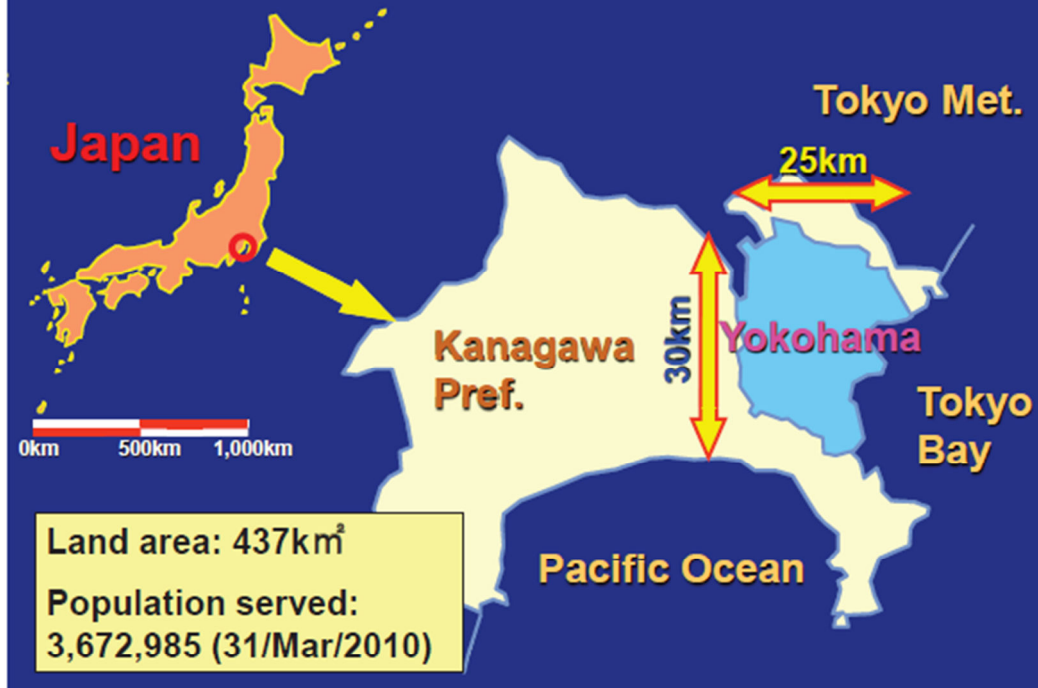 Japan
Tokyo Met.
25km
30km
Yokohama
Kanagawa
Pref.
Tokyo
Bay
0km 500km 1,000km
Pacific Ocean
Land area: 437k㎡
Population served:
3,672,985 (31/Mar/2010)